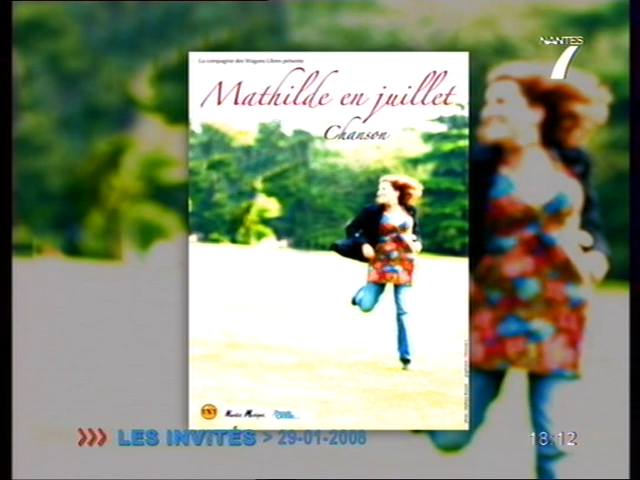 NANTES
7
La compagnie des Wagons Libres présente
Mathilde en juillet
Chanson
LES INVITÉS > 29-01-2008
18:12